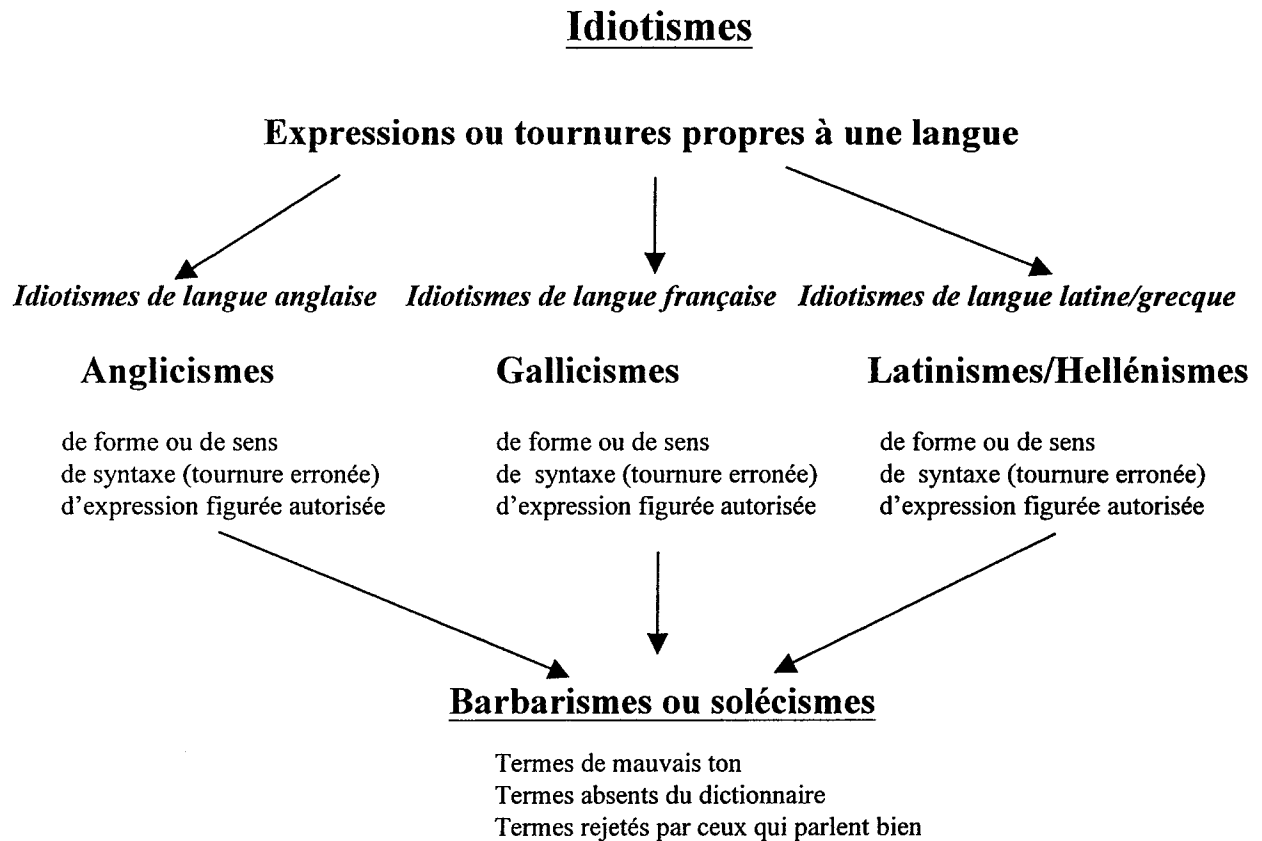 Idiotismes
Expressions ou tournures propres à une langue
Idiotismes de langue anglaise
Idiotismes de langue française
Idiotismes de langue latine/grecque
Anglicismes
Gallicismes
Latinismes/Hellénismes
de forme ou de sens
de syntaxe (tournure erronée)
d'expression figurée autorisée
de forme ou de sens
de syntaxe (tournure erronée)
d'expression figurée autorisée
de forme ou de sens
de syntaxe (tournure erronée)
d'expression figurée autorisée
Barbarismes ou solécismes
Termes de mauvais ton
Termes absents du dictionnaire
Termes rejetés par ceux qui parlent bien